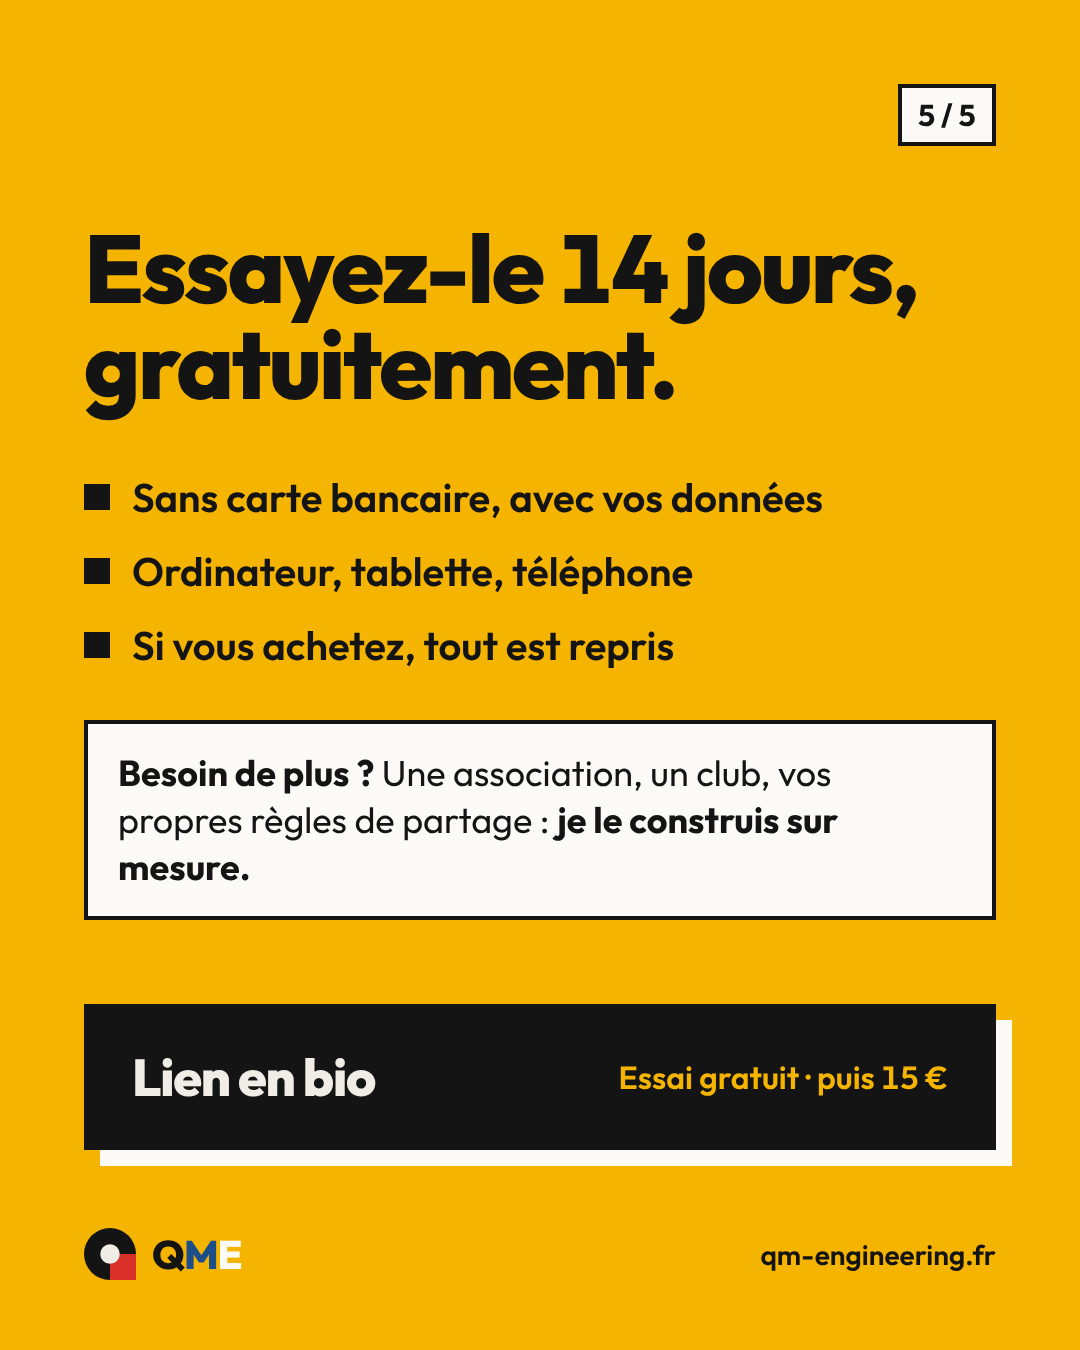 5 / 5
Essayez-le 14 jours,
gratuitement.
Sans carte bancaire, avec vos données
Ordinateur, tablette, téléphone
Si vous achetez, tout est repris
Besoin de plus ? Une association, un club, vos
propres règles de partage : je le construis sur
mesure.
Lien en bio
Essai gratuit · puis 15 €
QME
qm-engineering.fr